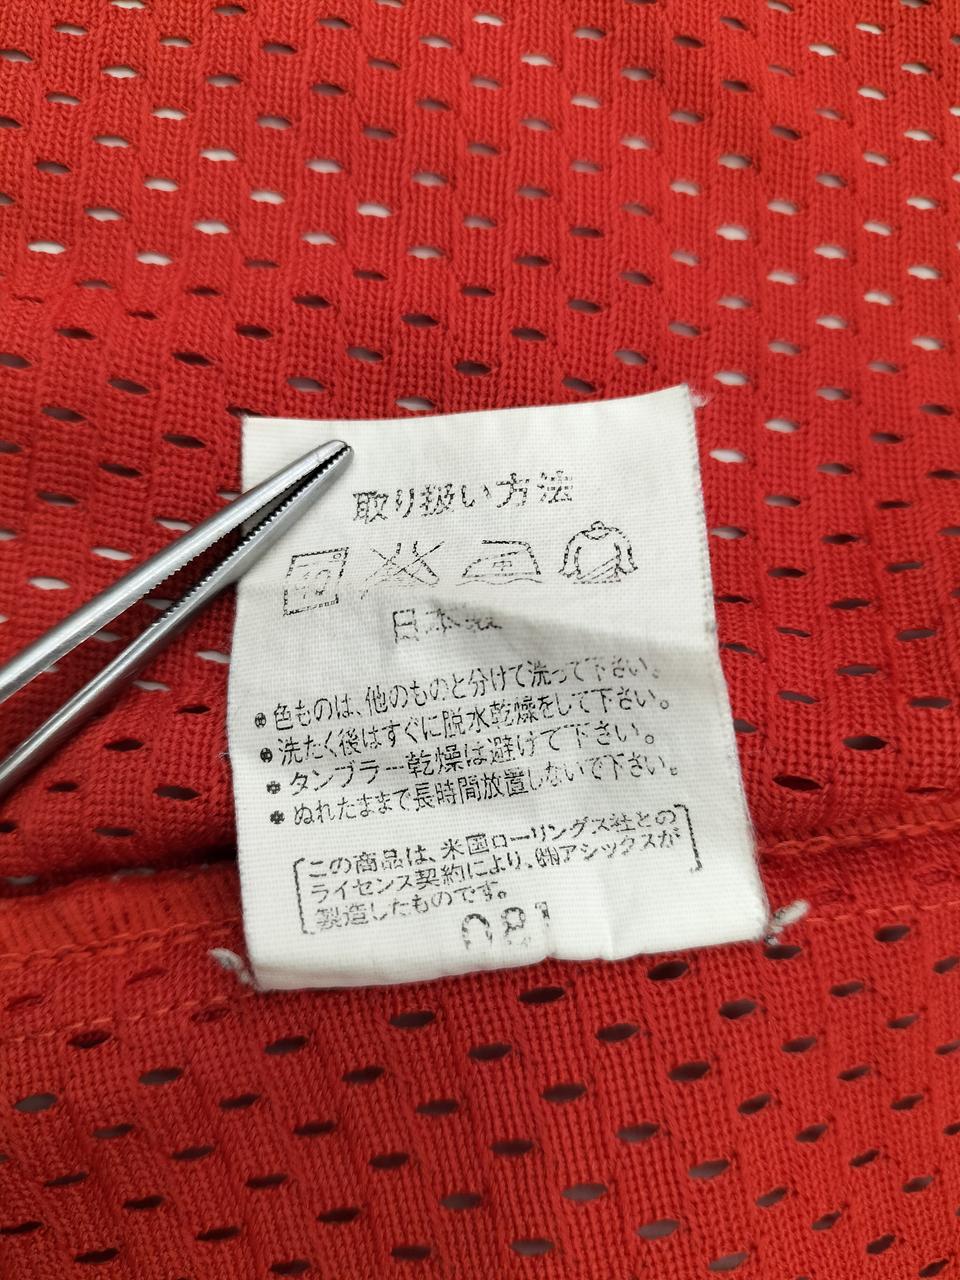 取り扱い方法
40
日本製
色ものは、他のものと分けて洗って下さい。
洗たく後はすぐに脱水乾燥をして下さい。
タンブラー乾燥は避けて下さい。
ぬれたままで長時間放置しないで下さい。
この商品は、米国ローリングス社との
ライセンス契約により、㈱アシックスが
製造したものです。
081